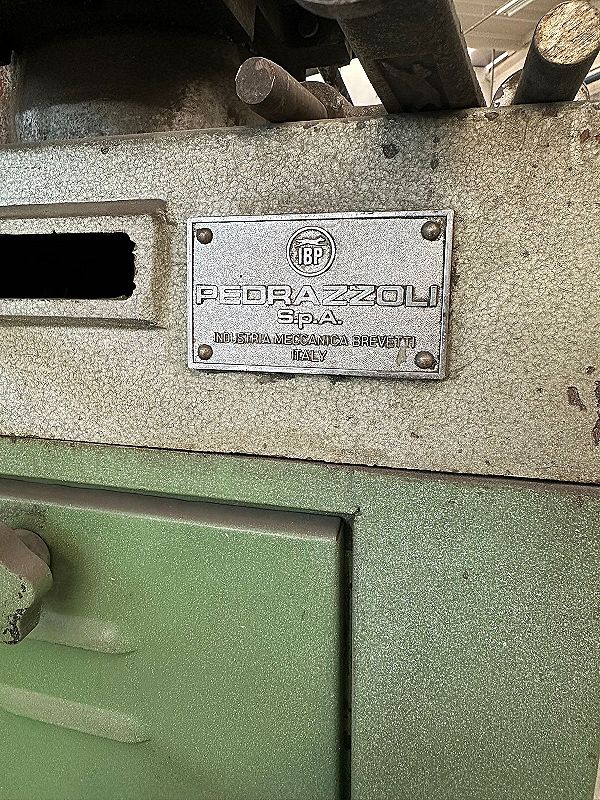 IBP
PEDRAZZOLI
S.p.A.
INDUSTRIA MECCANICA BREVETTI
ITALY